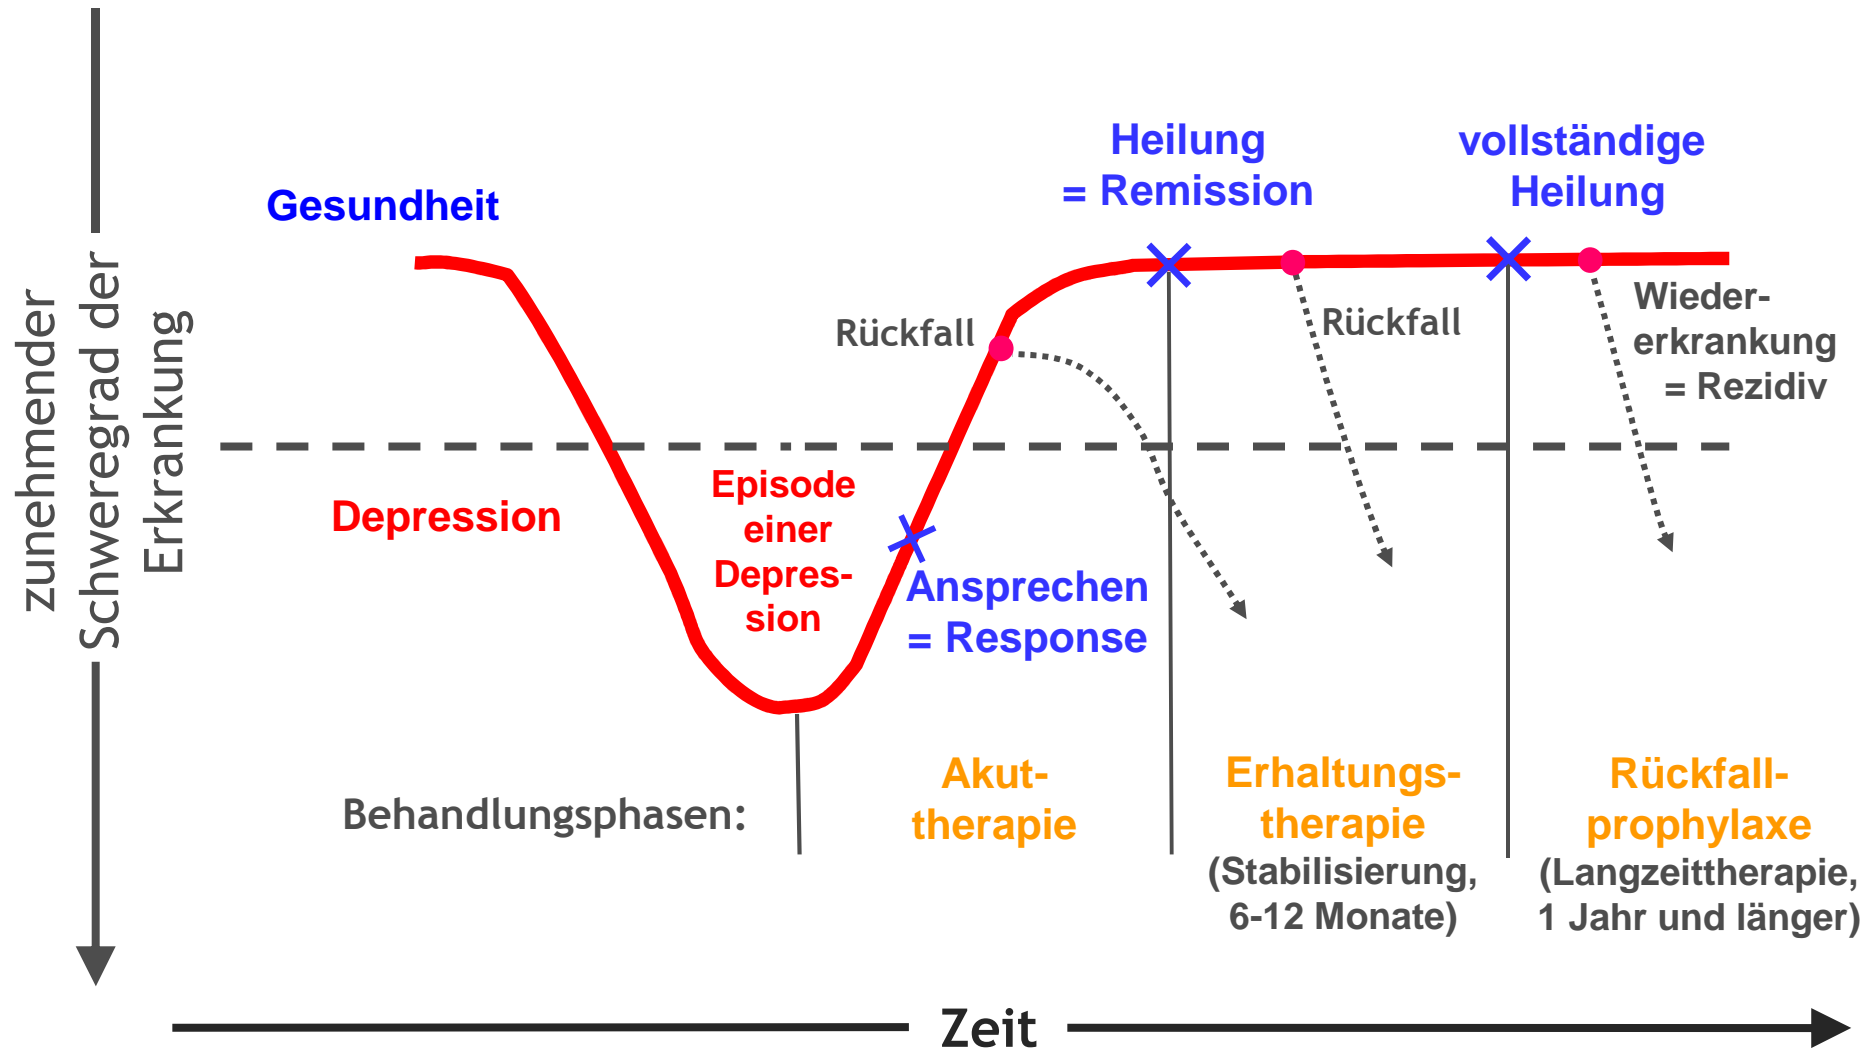 zunehmender
Schweregrad der
Erkrankung
Gesundheit
Heilung
= Remission
vollständige
Heilung
Rückfall
Rückfall
Wieder-
erkrankung
= Rezidiv
Depression
Episode
einer
Depres-
sion
Ansprechen
= Response
Behandlungsphasen:
Akut-
therapie
Erhaltungs-
therapie
(Stabilisierung,
6-12 Monate)
Rückfall-
prophylaxe
(Langzeittherapie,
1 Jahr und länger)
Zeit